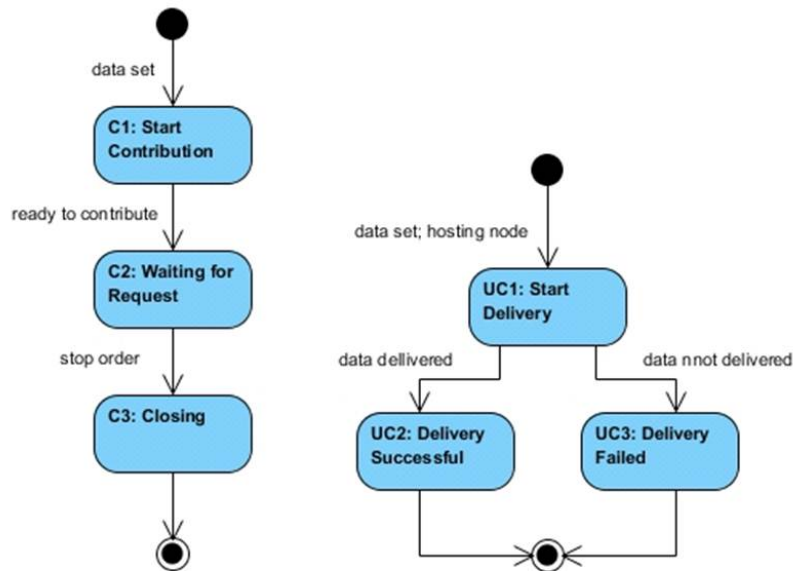 data set
C1: Start
Contribution
ready to contribute
C2: Waiting for
Request
stop order
C3: Closing
data set; hosting node
UC1: Start
Delivery
data dellivered
data nnot delivered
UC2: Delivery
Successful
UC3: Delivery
Failed